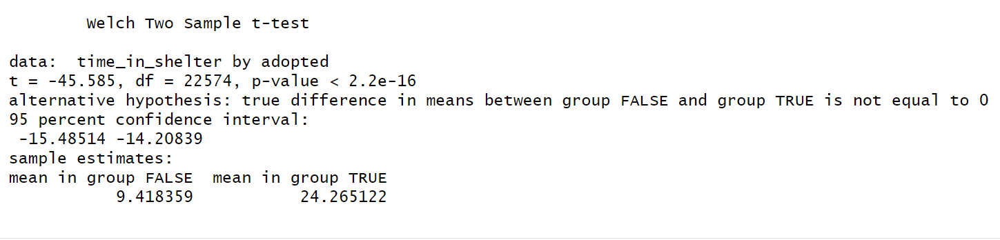 Welch Two Sample t-test
data:  time_in_shelter by adopted
t = -45.585, df = 22574, p-value < 2.2e-16
alternative hypothesis: true difference in means between group FALSE and group TRUE is not equal to 0
95 percent confidence interval:
 -15.48514 -14.20839
sample estimates:
mean in group FALSE  mean in group TRUE
           9.418359           24.265122